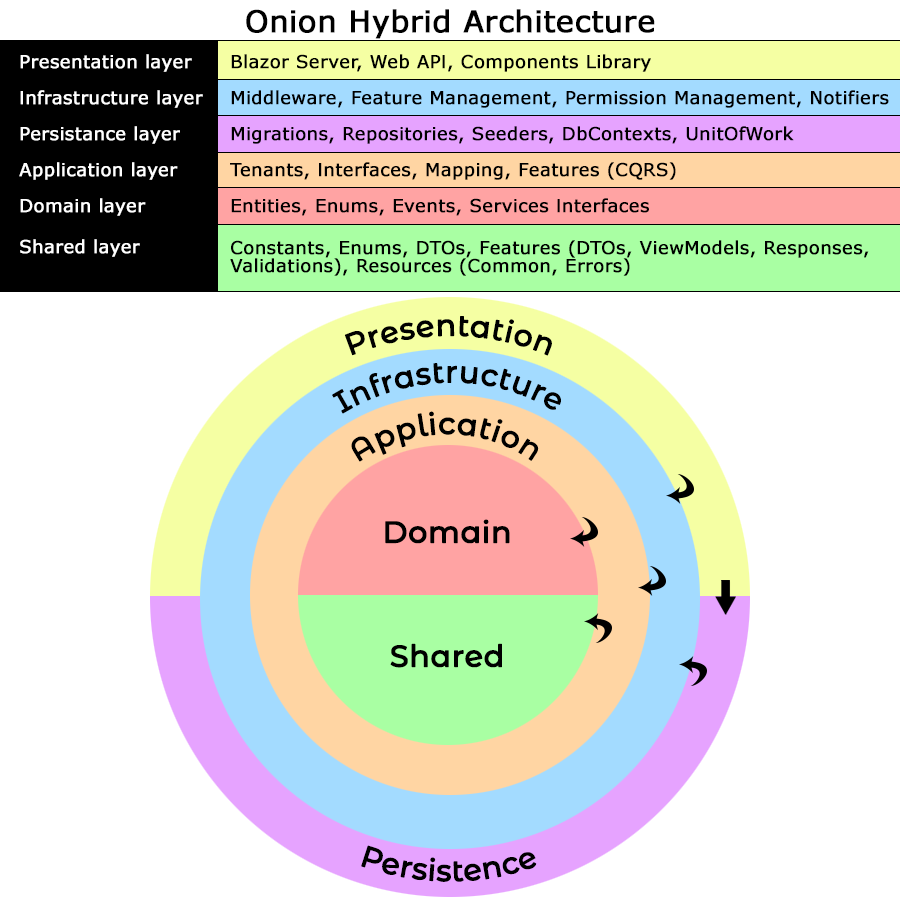 Onion Hybrid Architecture
Presentation layer
Blazor Server, Web API, Components Library
Infrastructure layer
Middleware, Feature Management, Permission Management, Notifiers
Persistance layer
Migrations, Repositories, Seeders, DbContexts, UnitOfWork
Application layer
Tenants, Interfaces, Mapping, Features (CQRS)
Domain layer
Entities, Enums, Events, Services Interfaces
Shared layer
Constants, Enums, DTOs, Features (DTOs, ViewModels, Responses,
Validations), Resources (Common, Errors)
Presentation
Infrastructure
Application
Domain
Shared
Persistence